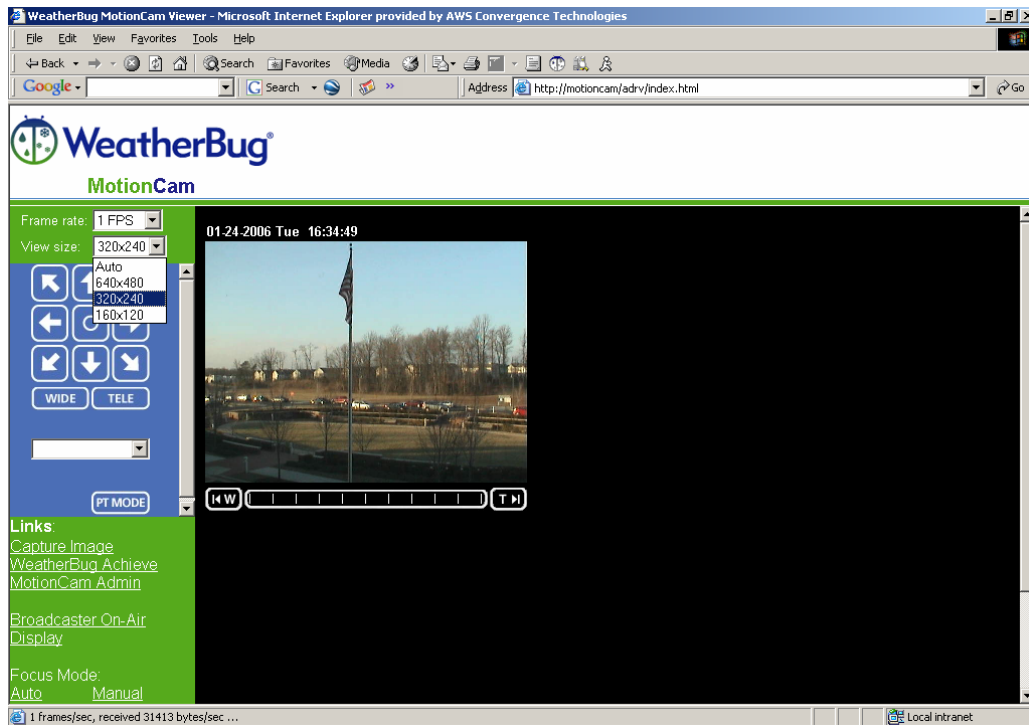 WeatherBug MotionCam Viewer - Microsoft Internet Explorer provided by AWS Convergence Technologies
File Edit View Favorites Tools Help
Back Search Favorites Media
Google Search » Address http://motioncam/adrv/index.html Go
WeatherBug®
MotionCam
Frame rate: 1 FPS
View size: 320x240
Auto
640x480
320x240
160x120
WIDE TELE
PT MODE
01-24-2006 Tue 16:34:49
W T
Links:
Capture Image
WeatherBug Achieve
MotionCam Admin
Broadcaster On-Air
Display
Focus Mode:
Auto Manual
1 frames/sec, received 31413 bytes/sec ... Local intranet